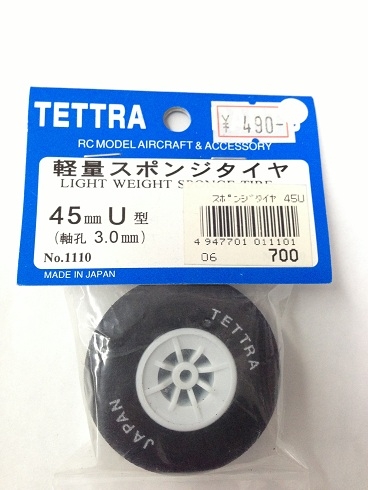 TETTRA
¥490-
RC MODEL AIRCRAFT & ACCESSORY
軽量スポンジタイヤ
LIGHT WEIGHT SPONGE TIRE
45mm U 型
(軸孔 3.0mm)
No.1110
MADE IN JAPAN
スポンジタイヤ 45U
4947701 011101
06 700
TETTRA
JAPAN